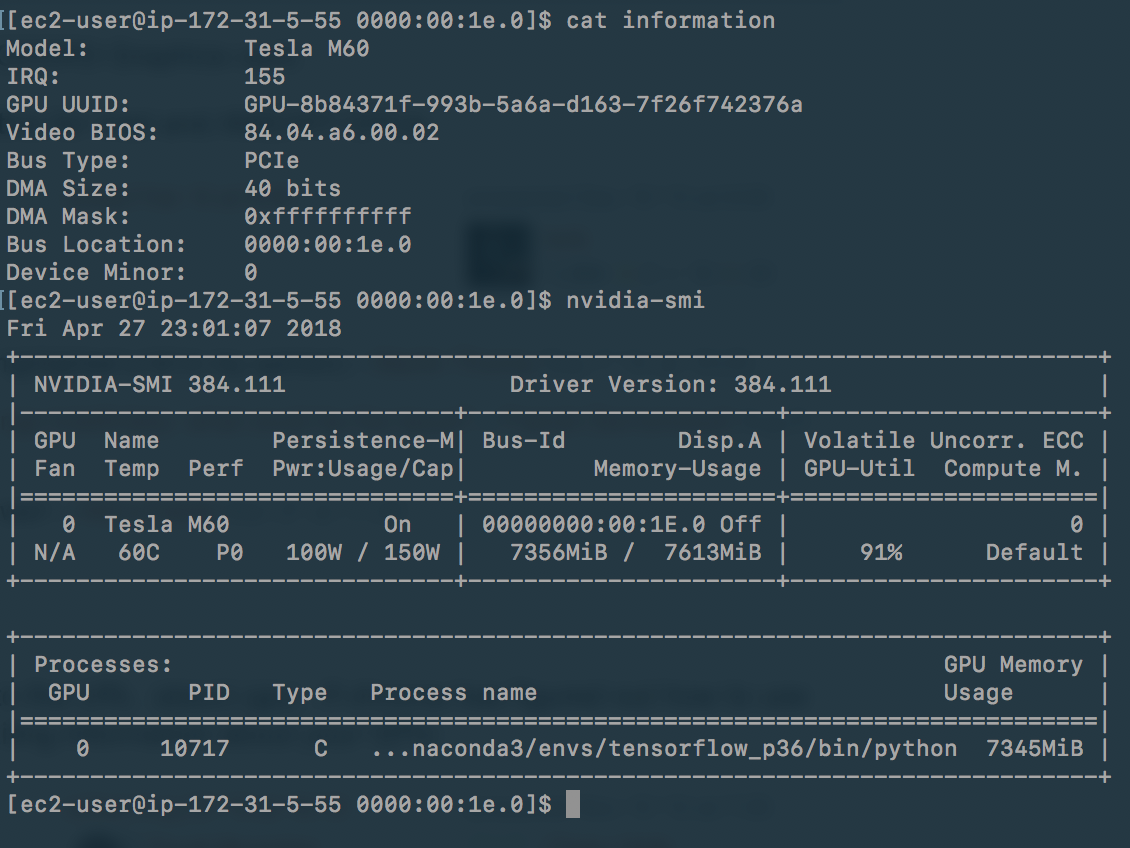 [[ec2-user@ip-172-31-5-55 0000:00:1e.0]$ cat information
Model:           Tesla M60
IRQ:             155
GPU UUID:        GPU-8b84371f-993b-5a6a-d163-7f26f742376a
Video BIOS:      84.04.a6.00.02
Bus Type:        PCIe
DMA Size:        40 bits
DMA Mask:        0xffffffffff
Bus Location:    0000:00:1e.0
Device Minor:    0
[[ec2-user@ip-172-31-5-55 0000:00:1e.0]$ nvidia-smi
Fri Apr 27 23:01:07 2018
+-----------------------------------------------------------------------------+
| NVIDIA-SMI 384.111                Driver Version: 384.111                   |
|-------------------------------+----------------------+----------------------+
| GPU  Name        Persistence-M| Bus-Id        Disp.A | Volatile Uncorr. ECC |
| Fan  Temp  Perf  Pwr:Usage/Cap|         Memory-Usage | GPU-Util  Compute M. |
|===============================+======================+======================|
|   0  Tesla M60           On   | 00000000:00:1E.0 Off |                    0 |
| N/A   60C    P0   100W / 150W |   7356MiB /  7613MiB |     91%      Default |
+-------------------------------+----------------------+----------------------+

+-----------------------------------------------------------------------------+
| Processes:                                                       GPU Memory |
|  GPU       PID   Type   Process name                             Usage      |
|=============================================================================|
|    0     10717      C   ...naconda3/envs/tensorflow_p36/bin/python  7345MiB |
+-----------------------------------------------------------------------------+
[ec2-user@ip-172-31-5-55 0000:00:1e.0]$